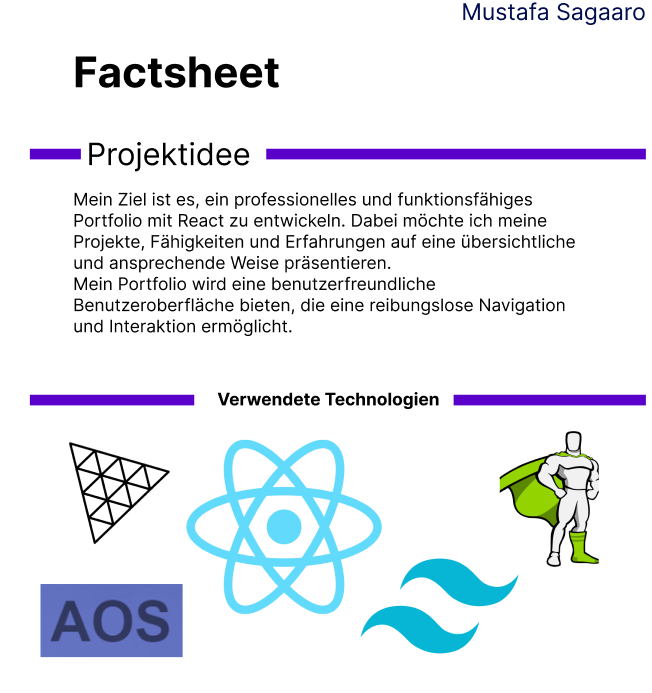 Mustafa Sagaaro
Factsheet
Projektidee
Mein Ziel ist es, ein professionelles und funktionsfähiges
Portfolio mit React zu entwickeln. Dabei möchte ich meine
Projekte, Fähigkeiten und Erfahrungen auf eine übersichtliche
und ansprechende Weise präsentieren.
Mein Portfolio wird eine benutzerfreundliche
Benutzeroberfläche bieten, die eine reibungslose Navigation
und Interaktion ermöglicht.
Verwendete Technologien
AOS